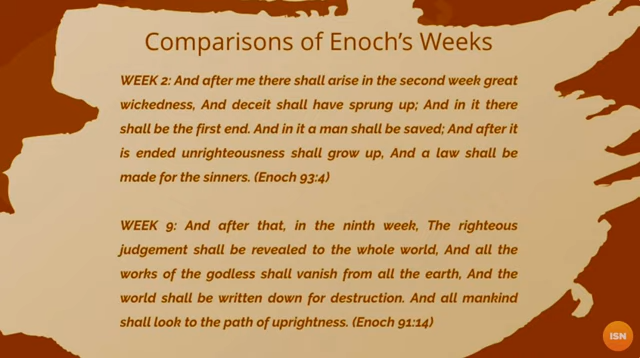 Comparisons of Enoch's Weeks
WEEK 2: And after me there shall arise in the second week great
wickedness, And deceit shall have sprung up; And in it there
shall be the first end. And in it a man shall be saved; And after it
is ended unrighteousness shall grow up, And a law shall be
made for the sinners. (Enoch 93:4)
WEEK 9: And after that, in the ninth week, The righteous
judgement shall be revealed to the whole world, And all the
works of the godless shall vanish from all the earth, And the
world shall be written down for destruction. And all mankind
shall look to the path of uprightness. (Enoch 91:14)
ISN